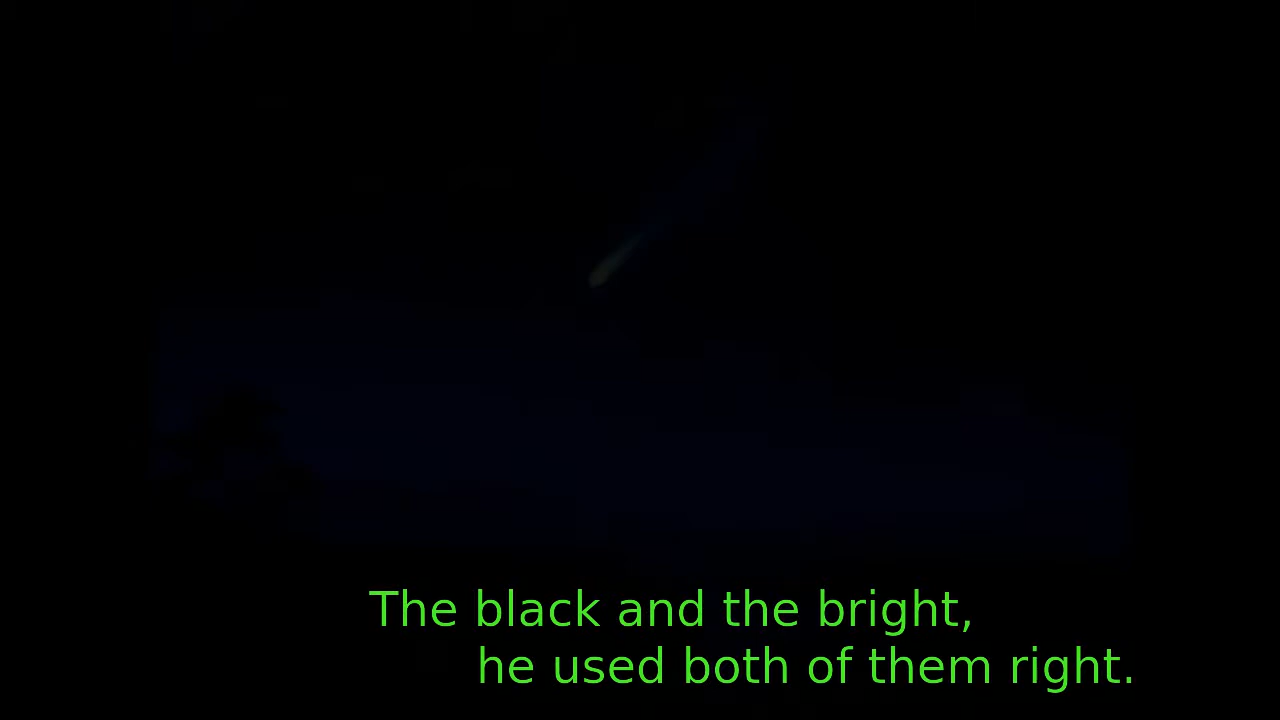 The black and the bright,
he used both of them right.